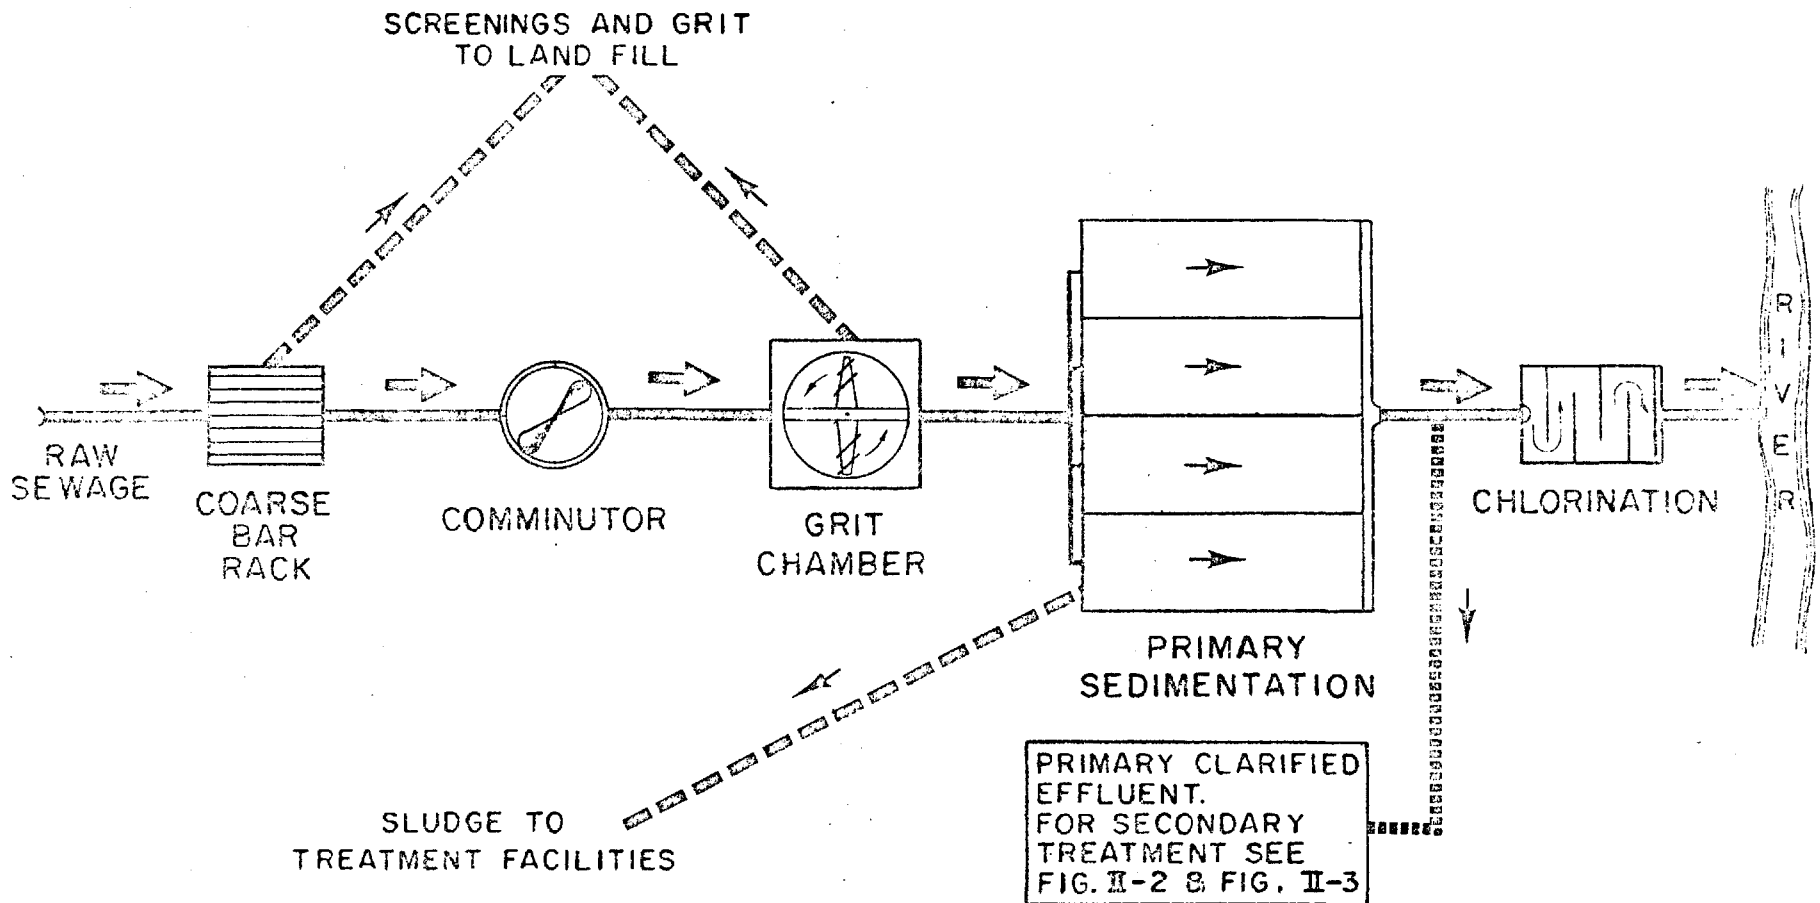 SCREENINGS AND GRIT
TO LAND FILL
RAW
SEWAGE
COARSE
BAR
RACK
COMMINUTOR
GRIT
CHAMBER
PRIMARY
SEDIMENTATION
CHLORINATION
RIVER
SLUDGE TO
TREATMENT FACILITIES
PRIMARY CLARIFIED
EFFLUENT.
FOR SECONDARY
TREATMENT SEE
FIG. II-2 & FIG. II-3